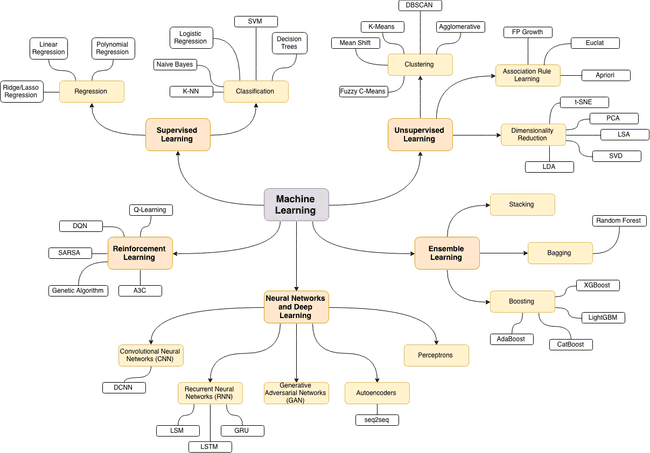 DBSCAN
SVM
K-Means
Agglomerative
FP Growth
Logistic
Regression
Linear
Regression
Polynomial
Regression
Decision
Trees
Mean Shift
Euclat
Naive Bayes
Clustering
Association Rule
Learning
Apriori
Ridge/Lasso
Regression
Regression
K-NN
Classification
Fuzzy C-Means
t-SNE
PCA
Supervised
Learning
Unsupervised
Learning
Dimensionality
Reduction
LSA
SVD
LDA
Machine
Learning
Stacking
Q-Learning
DQN
Random Forest
Reinforcement
Learning
SARSA
Ensemble
Learning
Bagging
Genetic Algorithm
A3C
XGBoost
Neural Networks
and Deep
Learning
Boosting
LightGBM
AdaBoost
CatBoost
Convolutional Neural
Networks (CNN)
Perceptrons
DCNN
Recurrent Neural
Networks (RNN)
Generative
Adversarial Networks
(GAN)
Autoencoders
seq2seq
LSM
GRU
LSTM